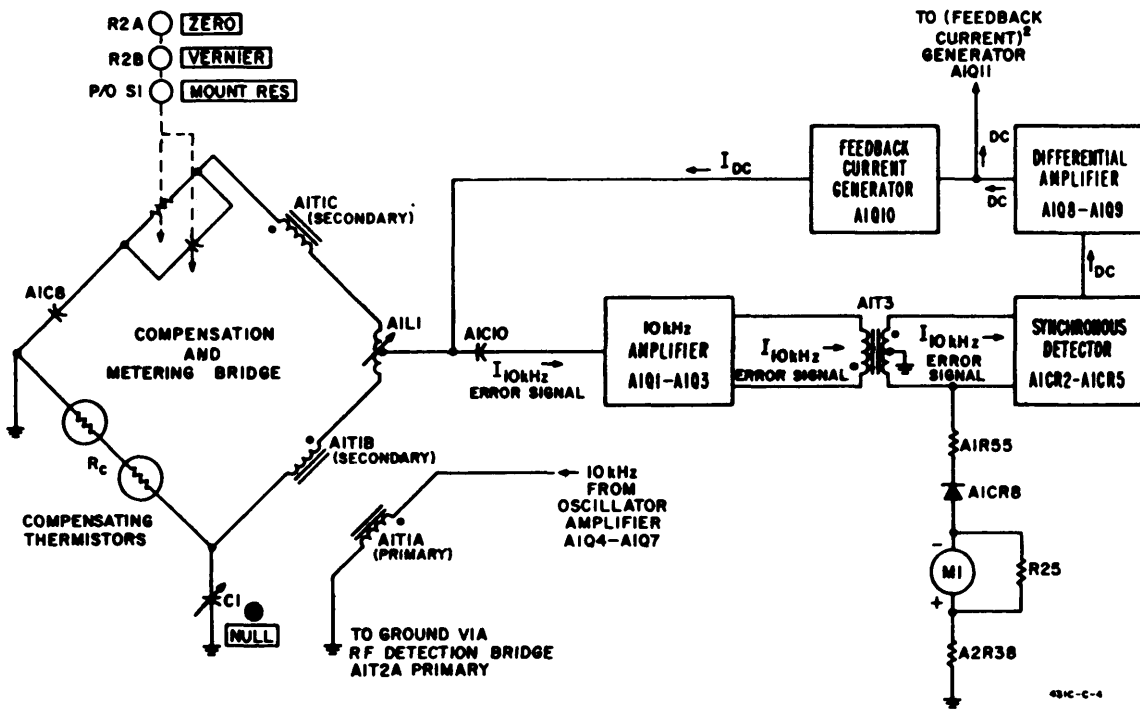 R2A ZERO
R2B VERNIER
P/O S1 MOUNT RES
TO (FEEDBACK
CURRENT)²
GENERATOR
A1Q11
DC
DC
I DC
FEEDBACK
CURRENT
GENERATOR
A1Q10
DIFFERENTIAL
AMPLIFIER
A1Q8-A1Q9
DC
A1T1C
(SECONDARY)
A1C8
COMPENSATION
AND
METERING BRIDGE
A1L1
A1C10
I 10kHz
ERROR SIGNAL
10kHz
AMPLIFIER
A1Q1-A1Q3
I 10kHz
ERROR SIGNAL
A1T3
I 10kHz
ERROR
SIGNAL
SYNCHRONOUS
DETECTOR
A1CR2-A1CR5
RC
COMPENSATING
THERMISTORS
A1T1B
(SECONDARY)
10kHz
FROM
OSCILLATOR
AMPLIFIER
A1Q4-A1Q7
A1T1A
(PRIMARY)
C1
NULL
TO GROUND VIA
RF DETECTION BRIDGE
A1T2A PRIMARY
A1R55
A1CR8
-
M1
+
R25
A2R38
431C-C-4